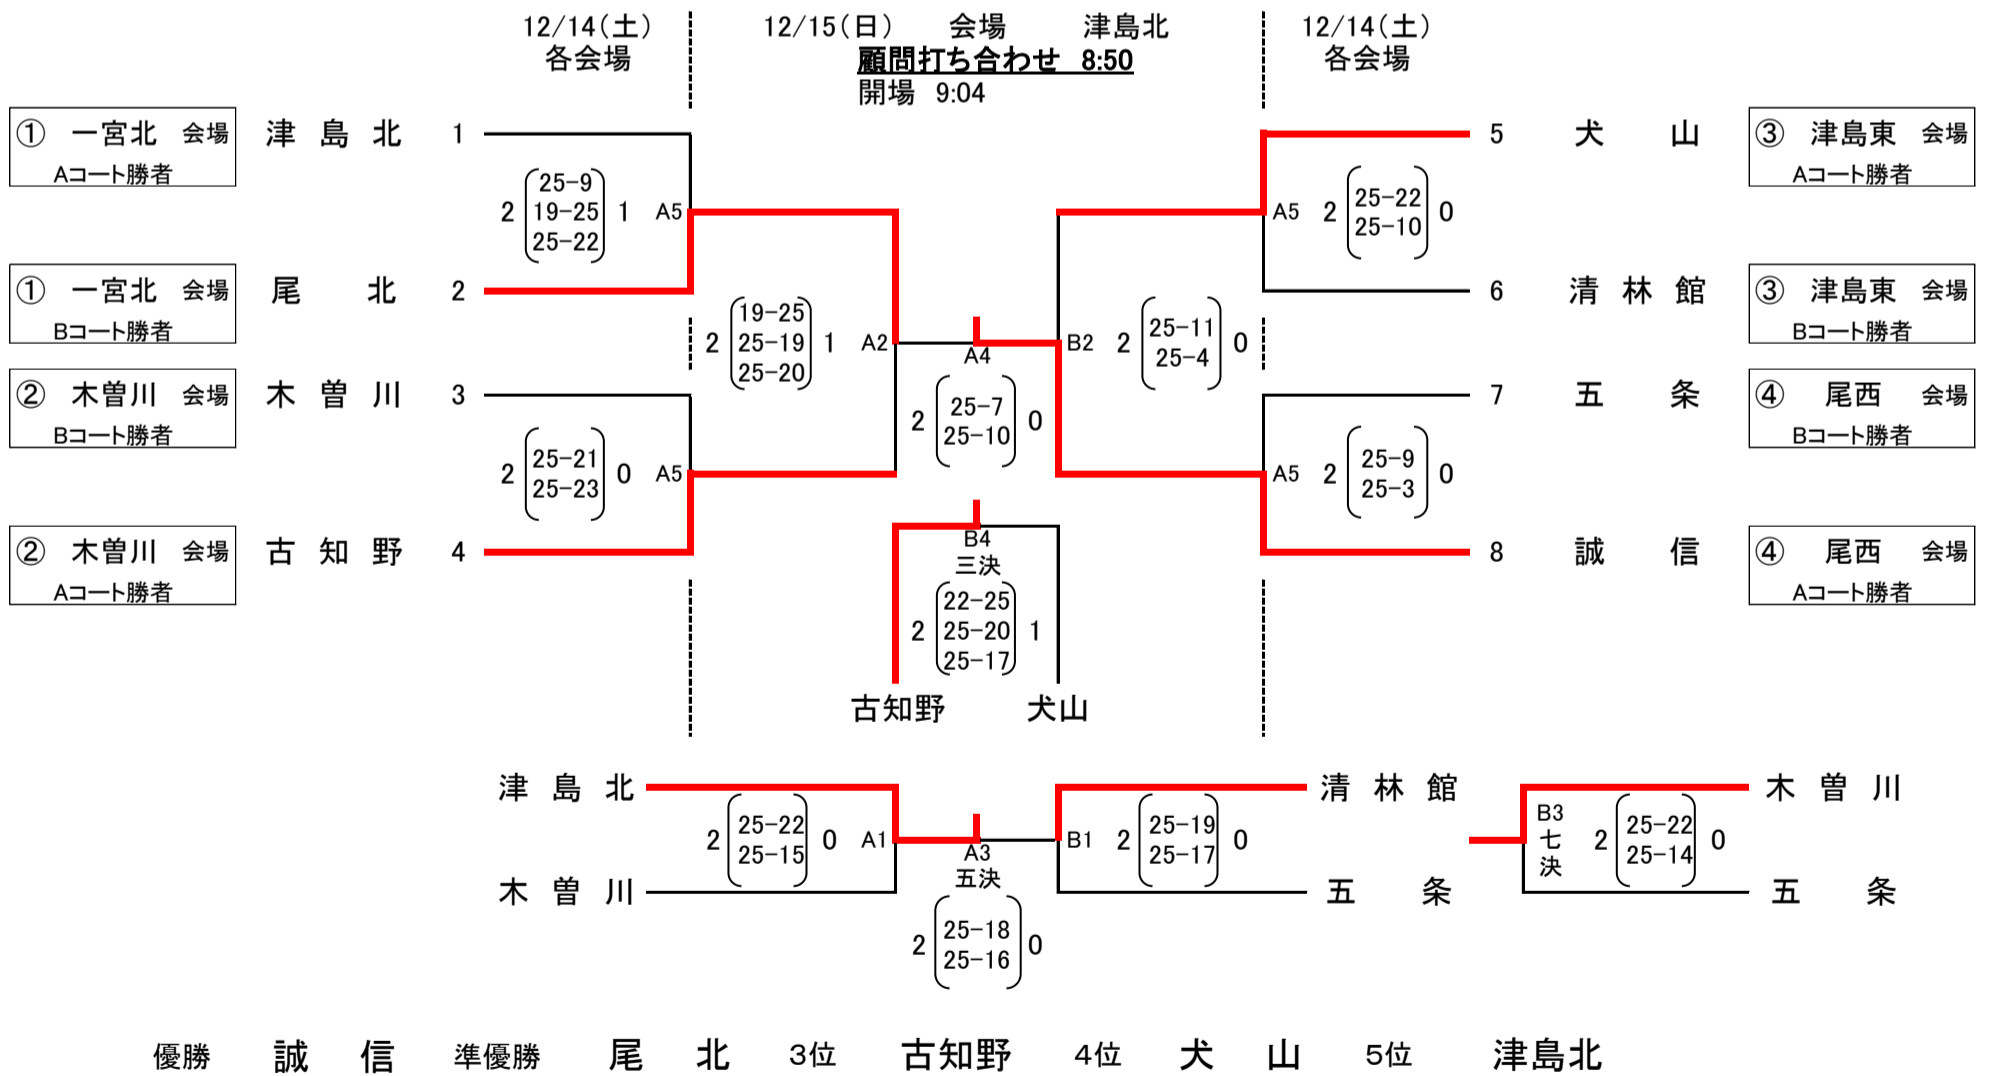 12/14(土) 12/15(日) 会場 津島北 12/14(土)
各会場 顧問打ち合わせ 8:50 各会場
開場 9:04
① 一宮北 会場 津島北 1
Aコート勝者
25-9
2 19-25 1 A5
25-22
① 一宮北 会場 尾北 2
Bコート勝者
② 木曽川 会場 木曽川 3
Bコート勝者
25-21
2 0 A5
25-23
② 木曽川 会場 古知野 4
Aコート勝者
19-25
2 25-19 1 A2
25-20
A4
25-7
2 0
25-10
5 犬山 ③ 津島東 会場
Aコート勝者
A5 2 25-22 0
25-10
6 清林館 ③ 津島東 会場
Bコート勝者
B2 2 25-11 0
25-4
7 五条 ④ 尾西 会場
Bコート勝者
A5 2 25-9 0
25-3
8 誠信 ④ 尾西 会場
Aコート勝者
B4
三決
22-25
2 25-20 1
25-17
古知野 犬山
津島北
2 25-22 0 A1
25-15
木曽川
A3
五決
2 25-18 0
25-16
清林館
B1 2 25-19 0
25-17
五条
木曽川
B3
七
決
2 25-22 0
25-14
五条
優勝 誠信 準優勝 尾北 3位 古知野 4位 犬山 5位 津島北